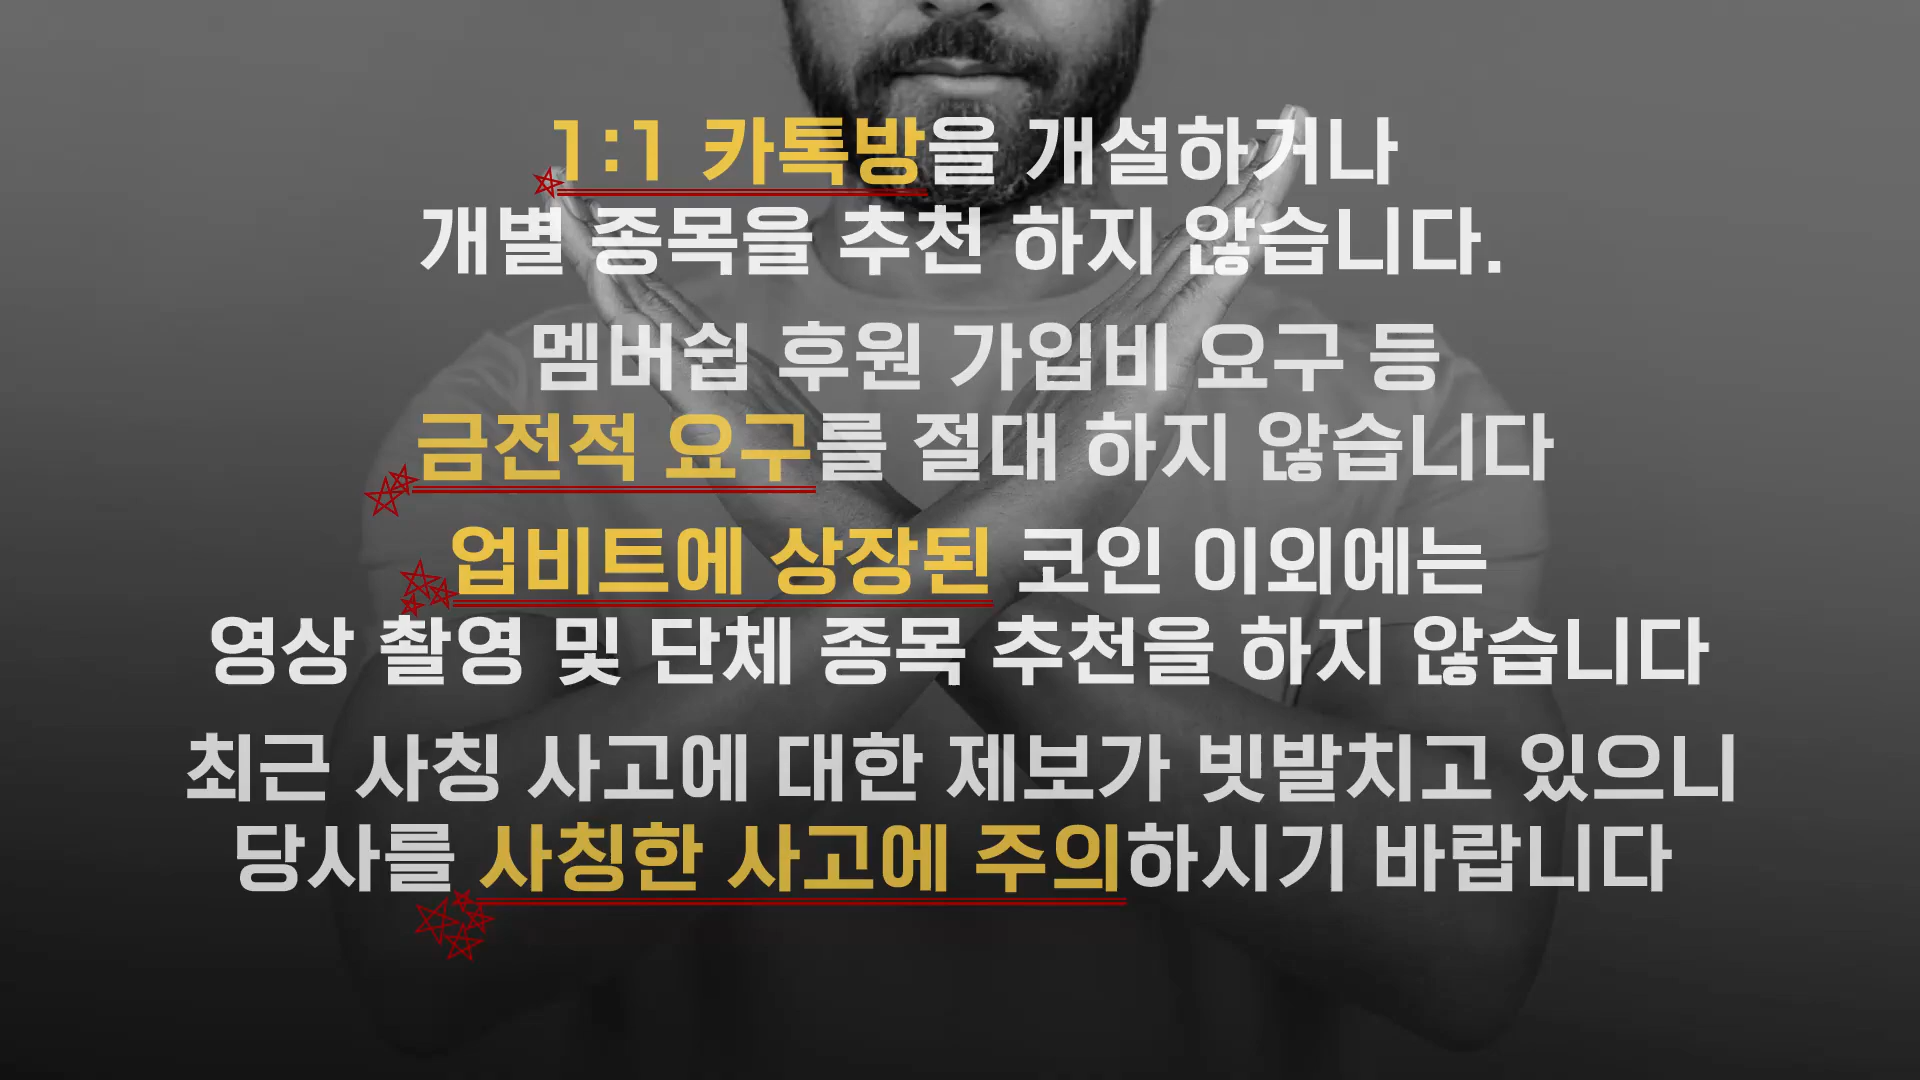 1:1 카톡방을 개설하거나
개별 종목을 추천 하지 않습니다.
멤버쉽 후원 가입비 요구 등
금전적 요구를 절대 하지 않습니다
업비트에 상장된 코인 이외에는
영상 촬영 및 단체 종목 추천을 하지 않습니다
최근 사칭 사고에 대한 제보가 빗발치고 있으니
당사를 사칭한 사고에 주의하시기 바랍니다